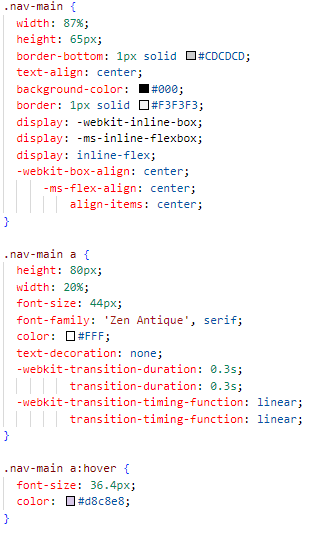 .nav-main {
  width: 87%;
  height: 65px;
  border-bottom: 1px solid #CDCDCD;
  text-align: center;
  background-color: #000;
  border: 1px solid #F3F3F3;
  display: -webkit-inline-box;
  display: -ms-inline-flexbox;
  display: inline-flex;
  -webkit-box-align: center;
      -ms-flex-align: center;
          align-items: center;
}

.nav-main a {
  height: 80px;
  width: 20%;
  font-size: 44px;
  font-family: 'Zen Antique', serif;
  color: #FFF;
  text-decoration: none;
  -webkit-transition-duration: 0.3s;
          transition-duration: 0.3s;
  -webkit-transition-timing-function: linear;
          transition-timing-function: linear;
}

.nav-main a:hover {
  font-size: 36.4px;
  color: #d8c8e8;
}